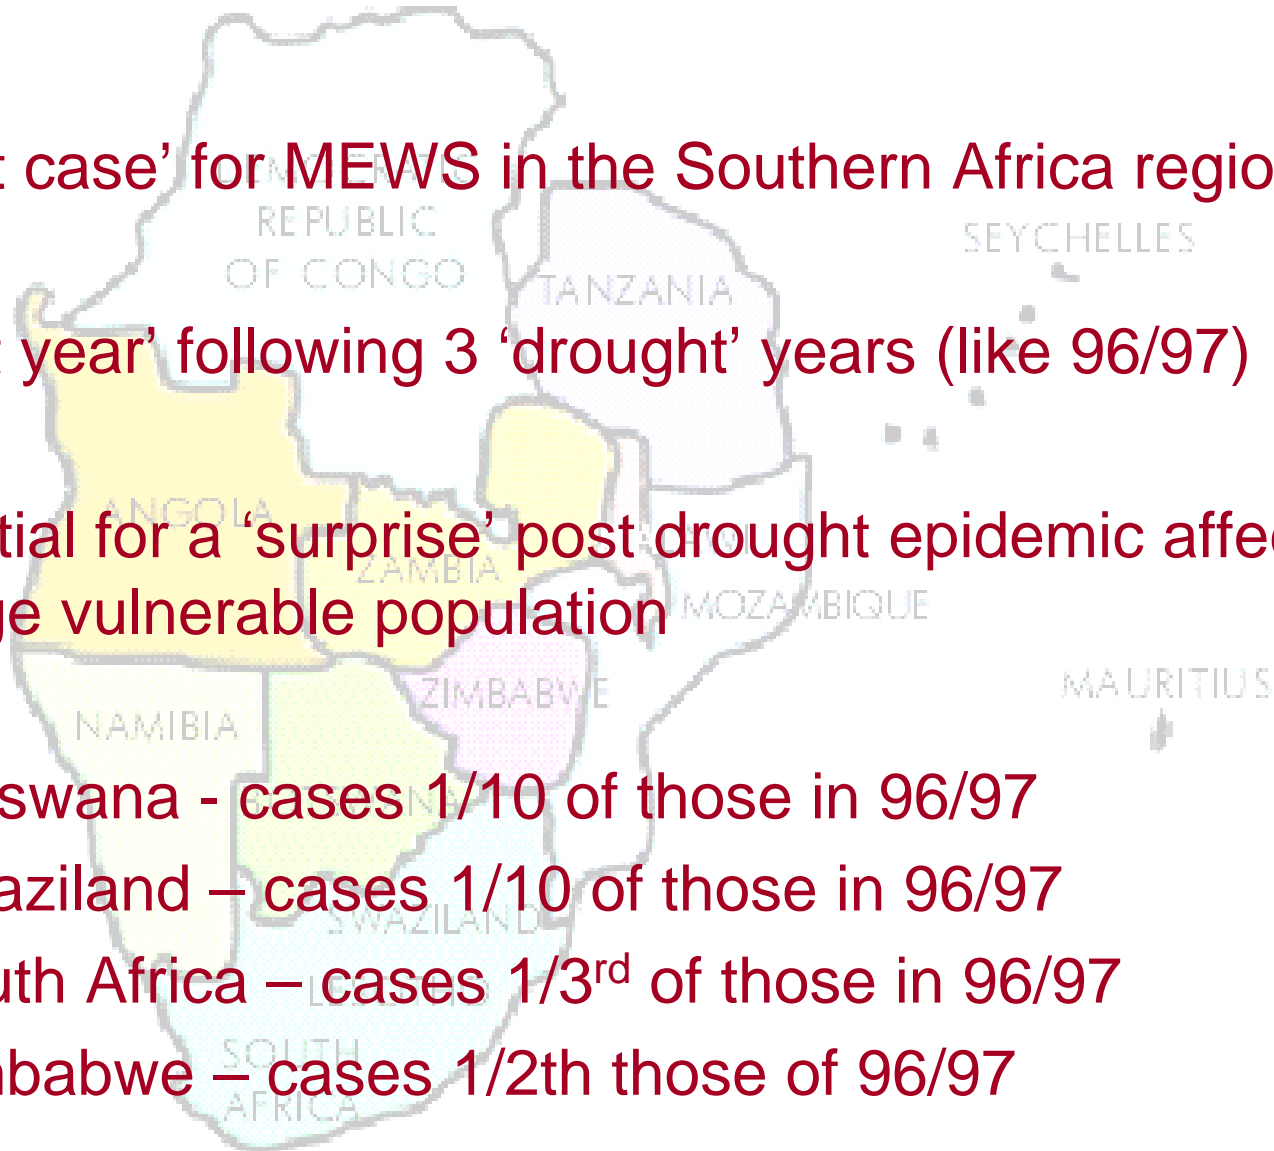 t case’ for MEWS in the Southern Africa regio
t year’ following 3 ‘drought’ years (like 96/97)
tial for a ‘surprise’ post drought epidemic affe
ge vulnerable population
swana - cases 1/10 of those in 96/97
aziland – cases 1/10 of those in 96/97
uth Africa – cases 1/3rd of those in 96/97
babwe – cases 1/2th those of 96/97
DEMOCRATIC
REPUBLIC
OF CONGO
TANZANIA
SEYCHELLES
ANGOLA
ZAMBIA
MOZAMBIQUE
ZIMBABWE
MAURITIUS
NAMIBIA
SWAZILAND
LESOTHO
SOUTH
AFRICA